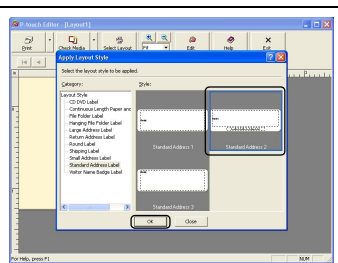 P-touch Editor - [Layout1]
Print
Check Media
Select Layout
Fit
Edit
Help
Exit
Apply Layout Style
Select the layout style to be applied.
Category:
Style:
Layout Style
CD DVD Label
Continuous Length Paper and
File Folder Label
Hanging File Folder Label
Large Address Label
Return Address Label
Round Label
Shipping Label
Small Address Label
Standard Address Label
Visitor Name Badge Label
Standard Address 1
Standard Address 2
Standard Address 3
OK
Close
For Help, press F1
NUM